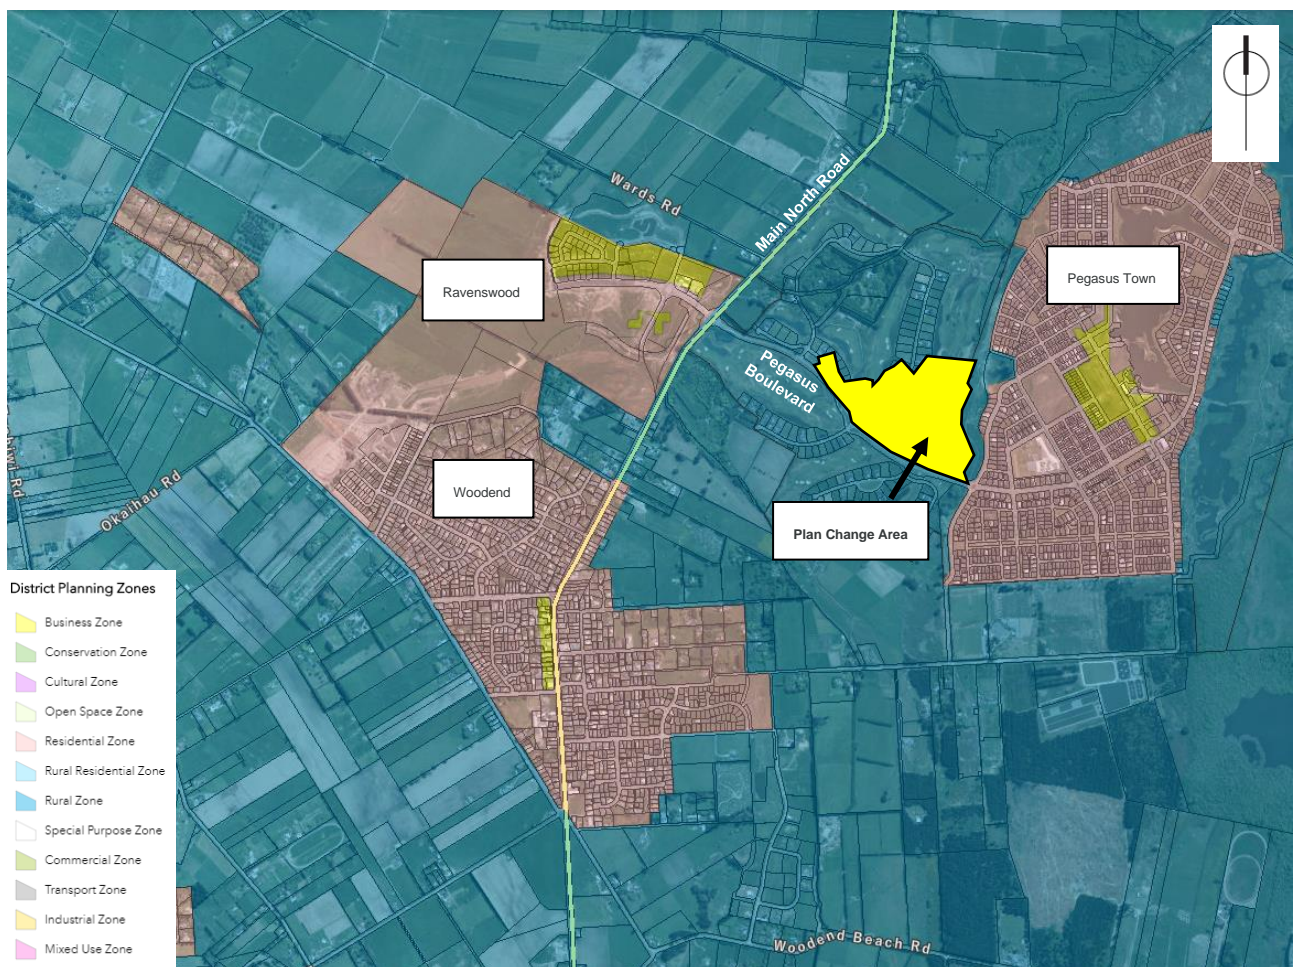 Wards Rd
Main North Road
Ravenswood
Pegasus Town
Pegasus
Boulevard
Woodend
Okaihau Rd
Plan Change Area
District Planning Zones
Business Zone
Conservation Zone
Cultural Zone
Open Space Zone
Residential Zone
Rural Residential Zone
Rural Zone
Special Purpose Zone
Commercial Zone
Transport Zone
Industrial Zone
Mixed Use Zone
Woodend Beach Rd